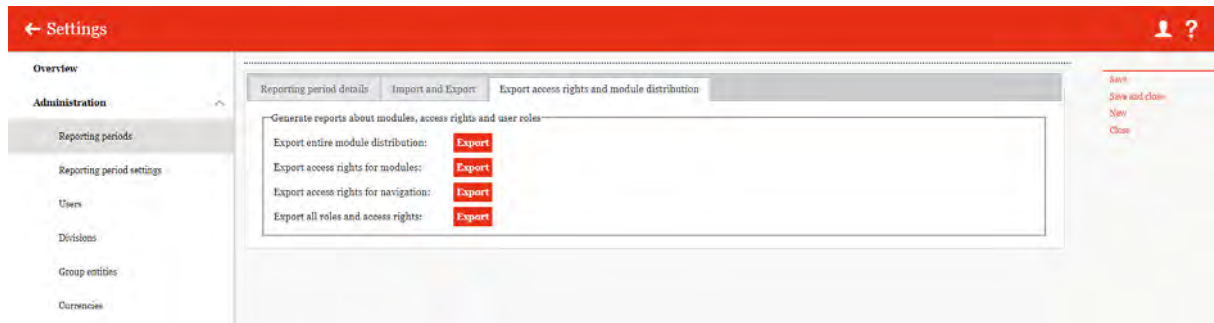 ← Settings
?
Overview
Administration
Reporting periods
Reporting period settings
Users
Divisions
Group entities
Currencies
Reporting period details
Import and Export
Export access rights and module distribution
Generate reports about modules, access rights and user roles
Export entire module distribution: Export
Export access rights for modules: Export
Export access rights for navigation: Export
Export all roles and access rights: Export
Save
Save and close
New
Close